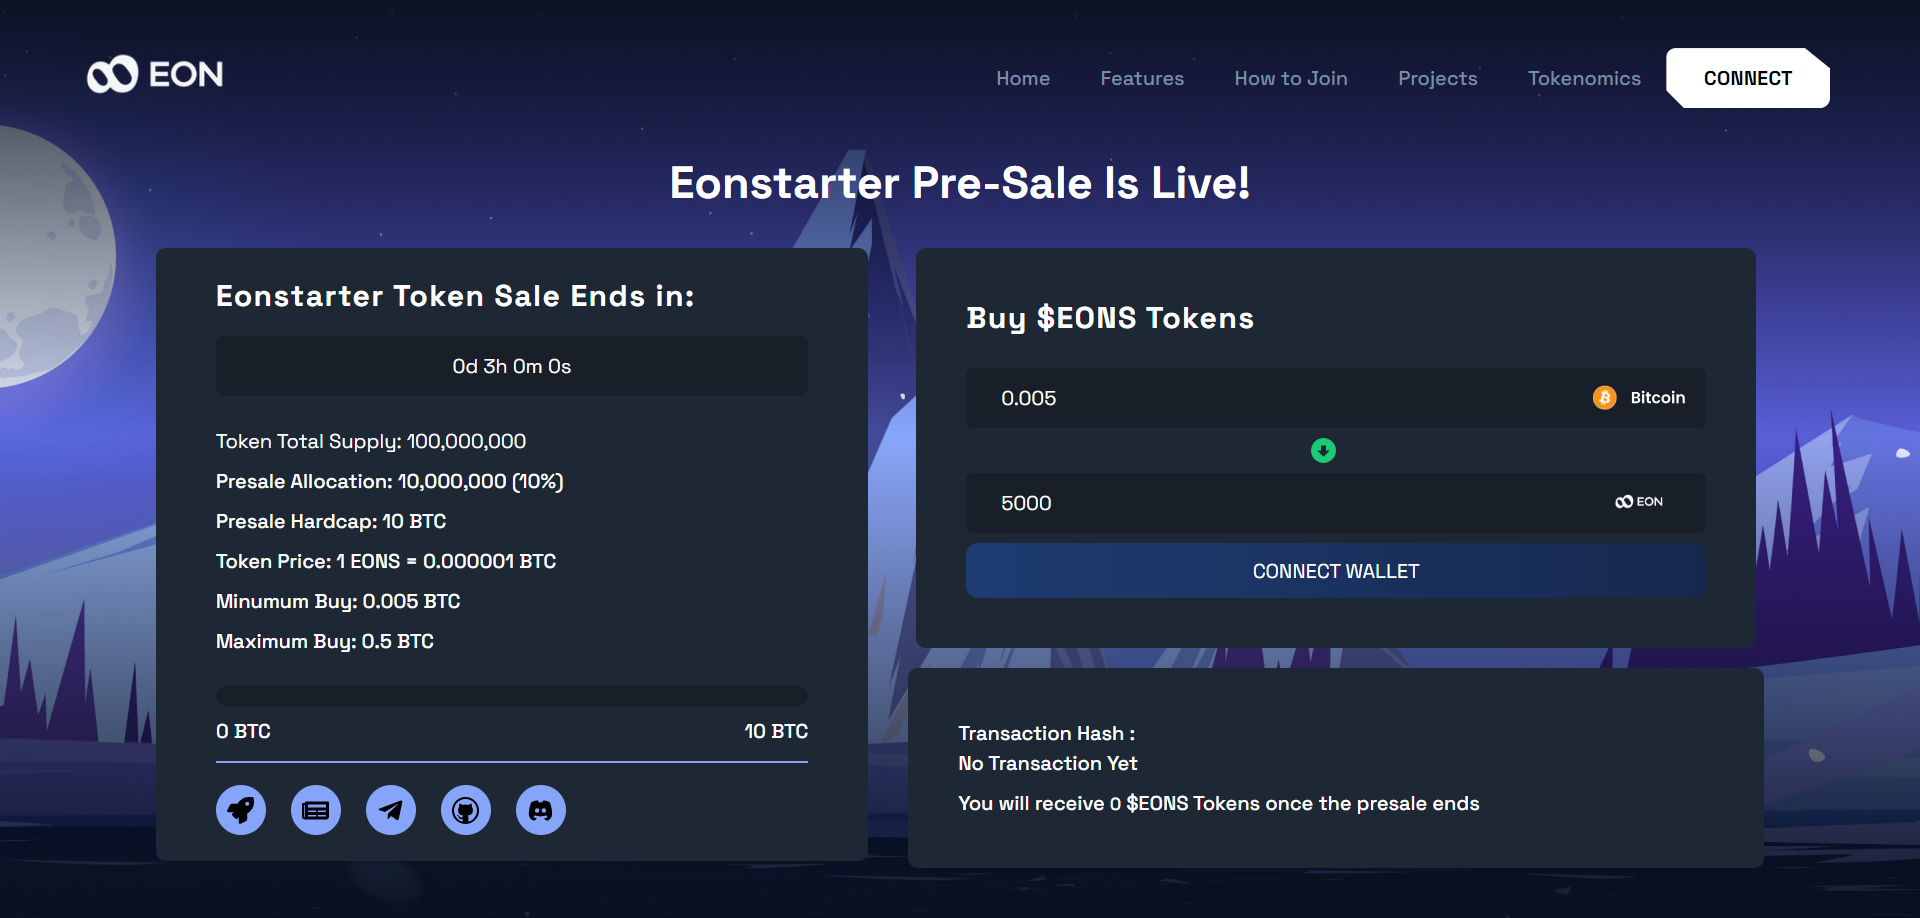 EON
Home Features How to Join Projects Tokenomics CONNECT
Eonstarter Pre-Sale Is Live!
Eonstarter Token Sale Ends in:
0d 3h 0m 0s
Token Total Supply: 100,000,000
Presale Allocation: 10,000,000 (10%)
Presale Hardcap: 10 BTC
Token Price: 1 EONS = 0.000001 BTC
Minumum Buy: 0.005 BTC
Maximum Buy: 0.5 BTC
0 BTC 10 BTC
Buy $EONS Tokens
0.005 Bitcoin
5000 EON
CONNECT WALLET
Transaction Hash :
No Transaction Yet
You will receive 0 $EONS Tokens once the presale ends